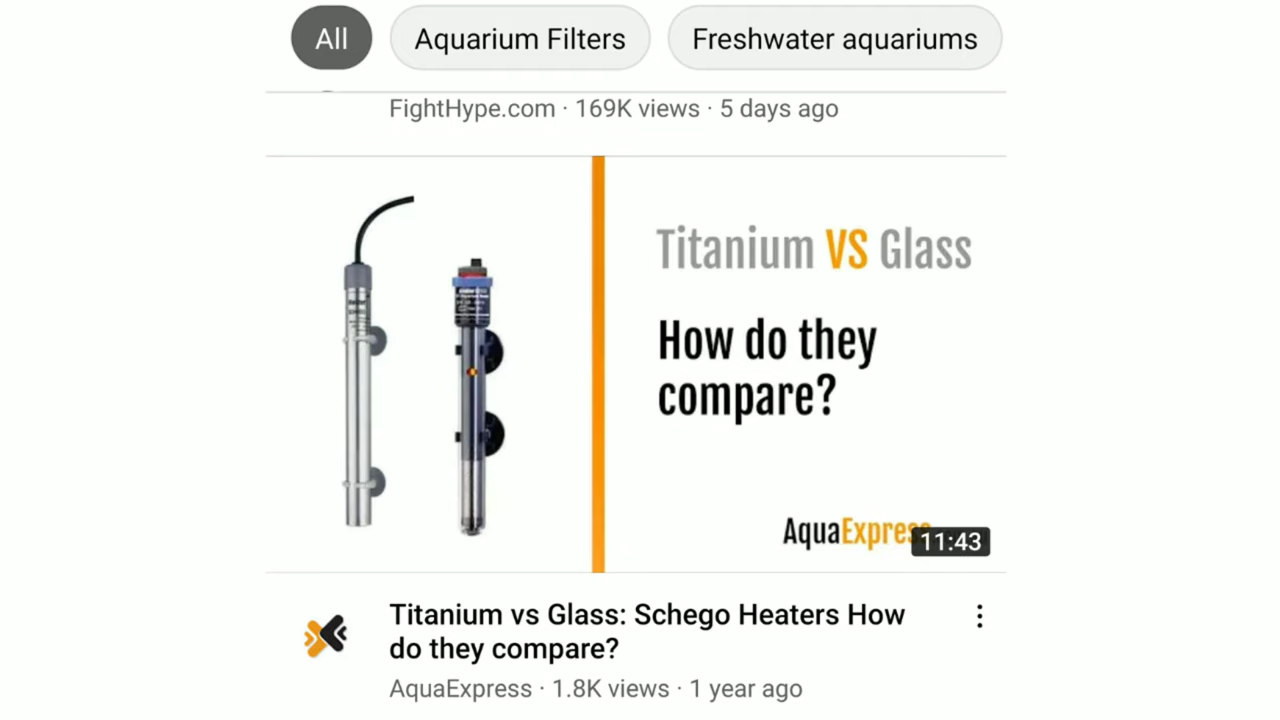 All
Aquarium Filters
Freshwater aquariums
FightHype.com · 169K views · 5 days ago
Titanium VS Glass
How do they
compare?
AquaExpress
11:43
Titanium vs Glass: Schego Heaters How
do they compare?
AquaExpress · 1.8K views · 1 year ago